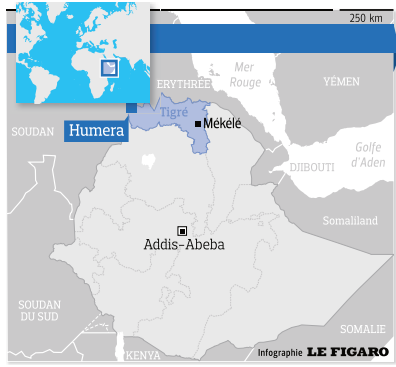 250 km
Mer
Rouge
YÉMEN
ERYTHRÉE
Tigré
SOUDAN
Humera
Mékélé
Golfe
d'Aden
DJIBOUTI
Somaliland
Addis-Abeba
SOUDAN
DU SUD
SOMALIE
KENYA
Infographie LE FIGARO